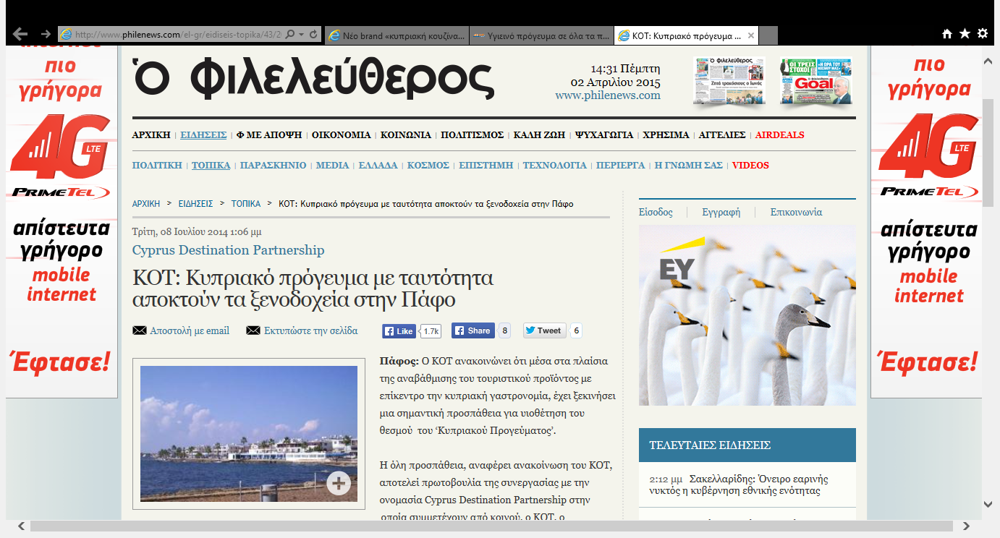 http://www.philenews.com/el-gr/eidiseis-topika/43/2
Νέο brand «κυπριακή κουζίνα...
Υγιεινό πρόγευμα σε όλα τα π...
ΚΟΤ: Κυπριακό πρόγευμα ...
πιο
γρήγορα
4G
LTE
PRIMETEL
απίστευτα
γρήγορο
mobile
internet
Έφτασε!
Ὁ Φιλελεύθερος
14:31 Πέμπτη
02 Απριλίου 2015
www.philenews.com
Goal
ΑΡΧΙΚΗ | ΕΙΔΗΣΕΙΣ | Φ ΜΕ ΑΠΟΨΗ | ΟΙΚΟΝΟΜΙΑ | ΚΟΙΝΩΝΙΑ | ΠΟΛΙΤΙΣΜΟΣ | ΚΑΛΗ ΖΩΗ | ΨΥΧΑΓΩΓΙΑ | ΧΡΗΣΙΜΑ | ΑΓΓΕΛΙΕΣ | AIRDEALS
ΠΟΛΙΤΙΚΗ | ΤΟΠΙΚΑ | ΠΑΡΑΣΚΗΝΙΟ | MEDIA | ΕΛΛΑΔΑ | ΚΟΣΜΟΣ | ΕΠΙΣΤΗΜΗ | ΤΕΧΝΟΛΟΓΙΑ | ΠΕΡΙΕΡΓΑ | Η ΓΝΩΜΗ ΣΑΣ | VIDEOS
ΑΡΧΙΚΗ > ΕΙΔΗΣΕΙΣ > ΤΟΠΙΚΑ > ΚΟΤ: Κυπριακό πρόγευμα με ταυτότητα αποκτούν τα ξενοδοχεία στην Πάφο
Τρίτη, 08 Ιουλίου 2014 1:06 μμ
Cyprus Destination Partnership
ΚΟΤ: Κυπριακό πρόγευμα με ταυτότητα
αποκτούν τα ξενοδοχεία στην Πάφο
Αποστολή με email
Εκτυπώστε την σελίδα
Like 1.7k
Share 8
Tweet 6
Πάφος: Ο ΚΟΤ ανακοινώνει ότι μέσα στα πλαίσια
της αναβάθμισης του τουριστικού προϊόντος με
επίκεντρο την κυπριακή γαστρονομία, έχει ξεκινήσει
μια σημαντική προσπάθεια για υιοθέτηση του
θεσμού του ‘Κυπριακού Προγεύματος’.
Η όλη προσπάθεια, αναφέρει ανακοίνωση του ΚΟΤ,
αποτελεί πρωτοβουλία της συνεργασίας με την
ονομασία Cyprus Destination Partnership στην
οποία συμμετέχουν από κοινού, ο ΚΟΤ, ο
Είσοδος
Εγγραφή
Επικοινωνία
EY
ΤΕΛΕΥΤΑΙΕΣ ΕΙΔΗΣΕΙΣ
2:12 μμ Σακελλαρίδης: Όνειρο εαρινής
νυκτός η κυβέρνηση εθνικής ενότητας
πιο
γρήγορα
4G
LTE
PRIMETEL
απίστευτα
γρήγορο
mobile
internet
Έφτασε!